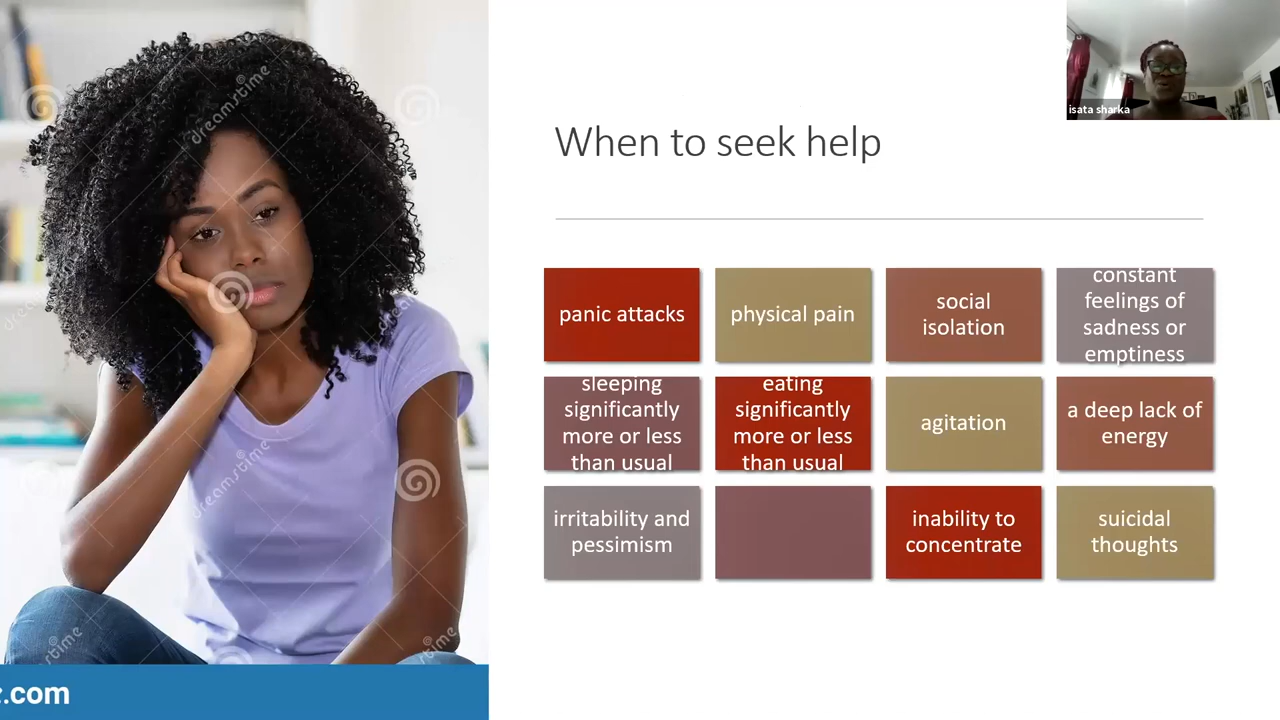 isata sharka
When to seek help
panic attacks
physical pain
social
isolation
constant
feelings of
sadness or
emptiness
sleeping
significantly
more or less
than usual
eating
significantly
more or less
than usual
agitation
a deep lack of
energy
irritability and
pessimism
inability to
concentrate
suicidal
thoughts
dreamstime
dreamstime
.com